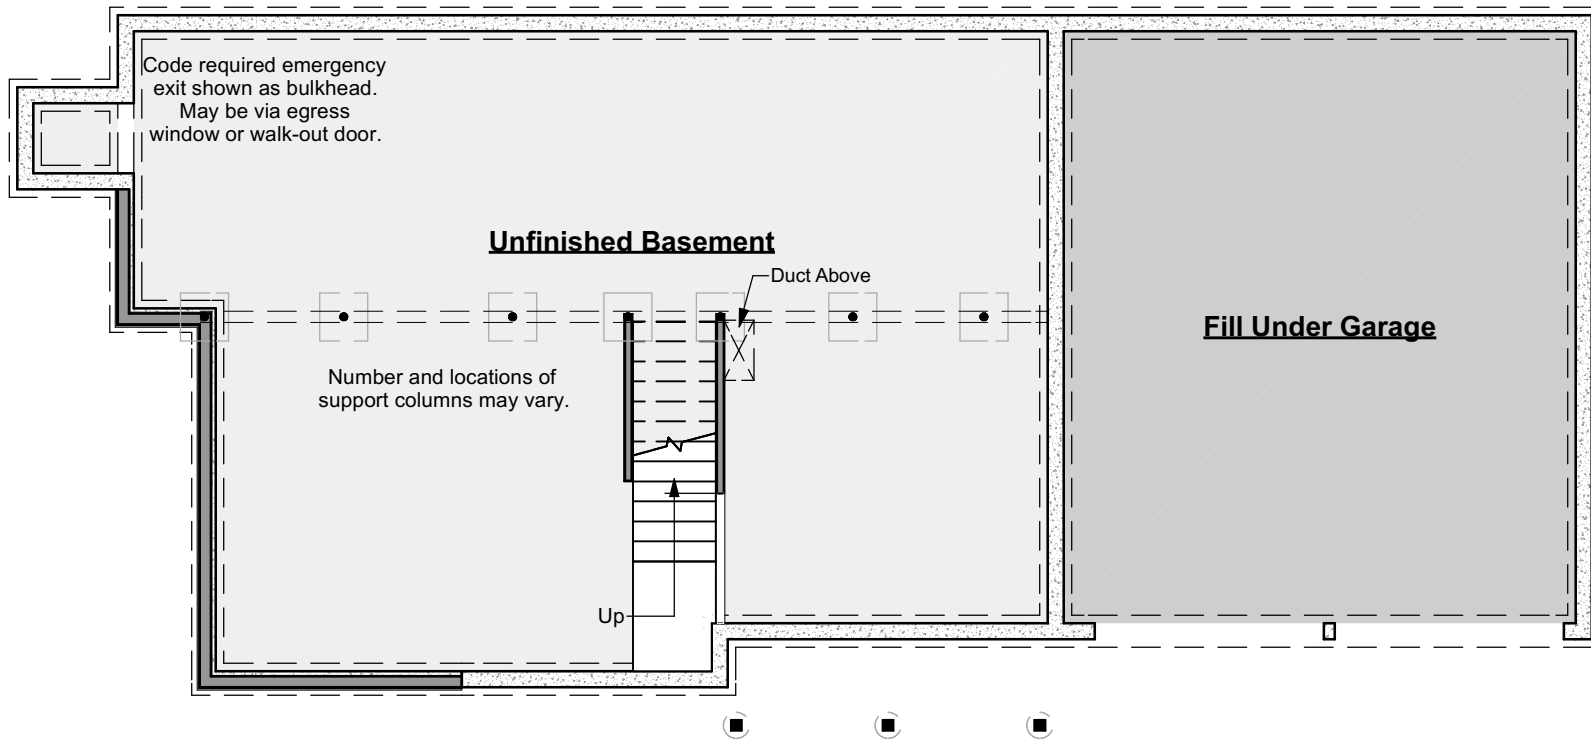 Code required emergency
exit shown as bulkhead.
May be via egress
window or walk-out door.
Unfinished Basement
Duct Above
Fill Under Garage
Number and locations of
support columns may vary.
Up